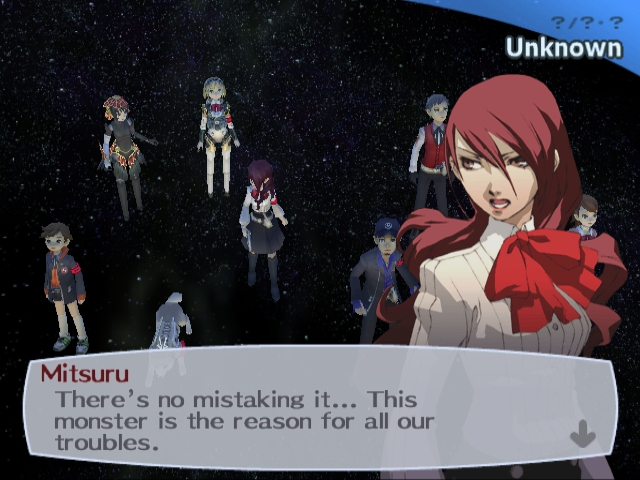 ?/?・?
Unknown
Mitsuru
There's no mistaking it... This
monster is the reason for all our
troubles.